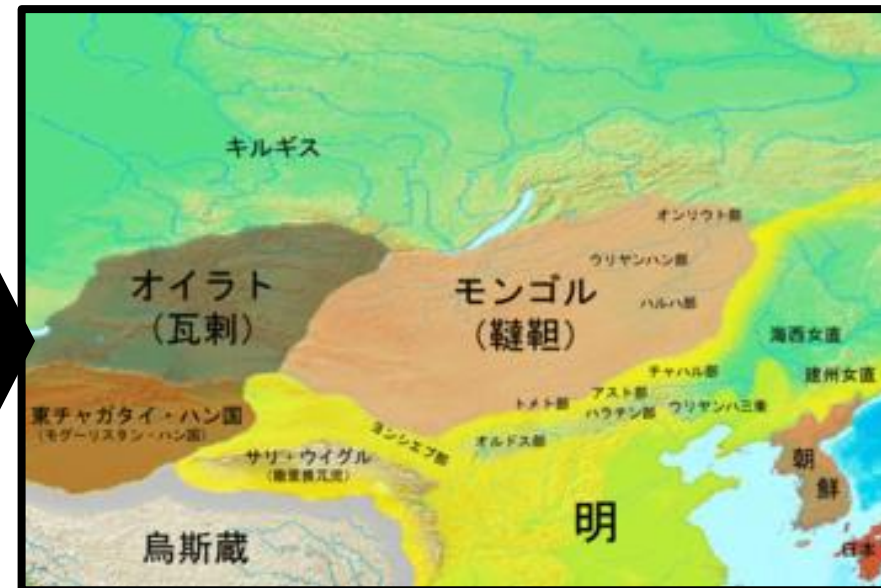 キルギス
オンリウト部
ウリヤンハン部
オイラト
(瓦剌)
モンゴル
(韃靼)
ハルハ部
海西女直
チャハル部
建州女直
東チャガタイ・ハン国
(モグーリスタン・ハン国)
トメト部
アスト部
ハラチン部
ウリヤンハ三衛
ヨンシエブ部
オルドス部
サリ・ウイグル
朝
鮮
明
烏斯蔵
日本